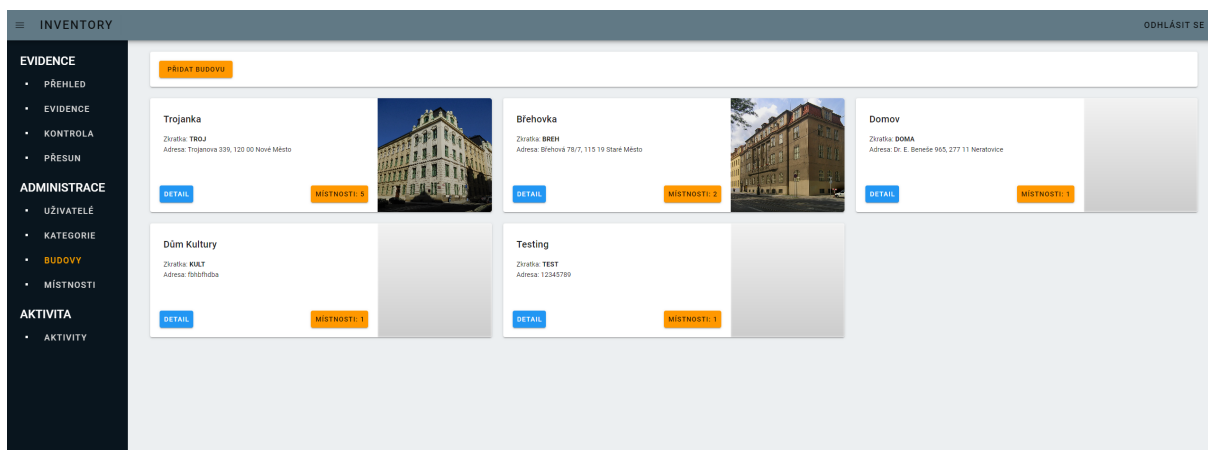 INVENTORY
ODHLÁSIT SE
EVIDENCE
PŘEHLED
EVIDENCE
KONTROLA
PŘESUN
ADMINISTRACE
UŽIVATELÉ
KATEGORIE
BUDOVY
MÍSTNOSTI
AKTIVITA
AKTIVITY
PŘIDAT BUDOVU
Trojanka
Zkratka: TROJ
Adresa: Trojanova 339, 120 00 Nové Město
DETAIL
MÍSTNOSTI: 5
Břehovka
Zkratka: BREH
Adresa: Břehová 78/7, 115 19 Staré Město
DETAIL
MÍSTNOSTI: 2
Domov
Zkratka: DOMA
Adresa: Dr. E. Beneše 965, 277 11 Neratovice
DETAIL
MÍSTNOSTI: 1
Dům Kultury
Zkratka: KULT
Adresa: fbhbfhdba
DETAIL
MÍSTNOSTI: 1
Testing
Zkratka: TEST
Adresa: 12345789
DETAIL
MÍSTNOSTI: 1